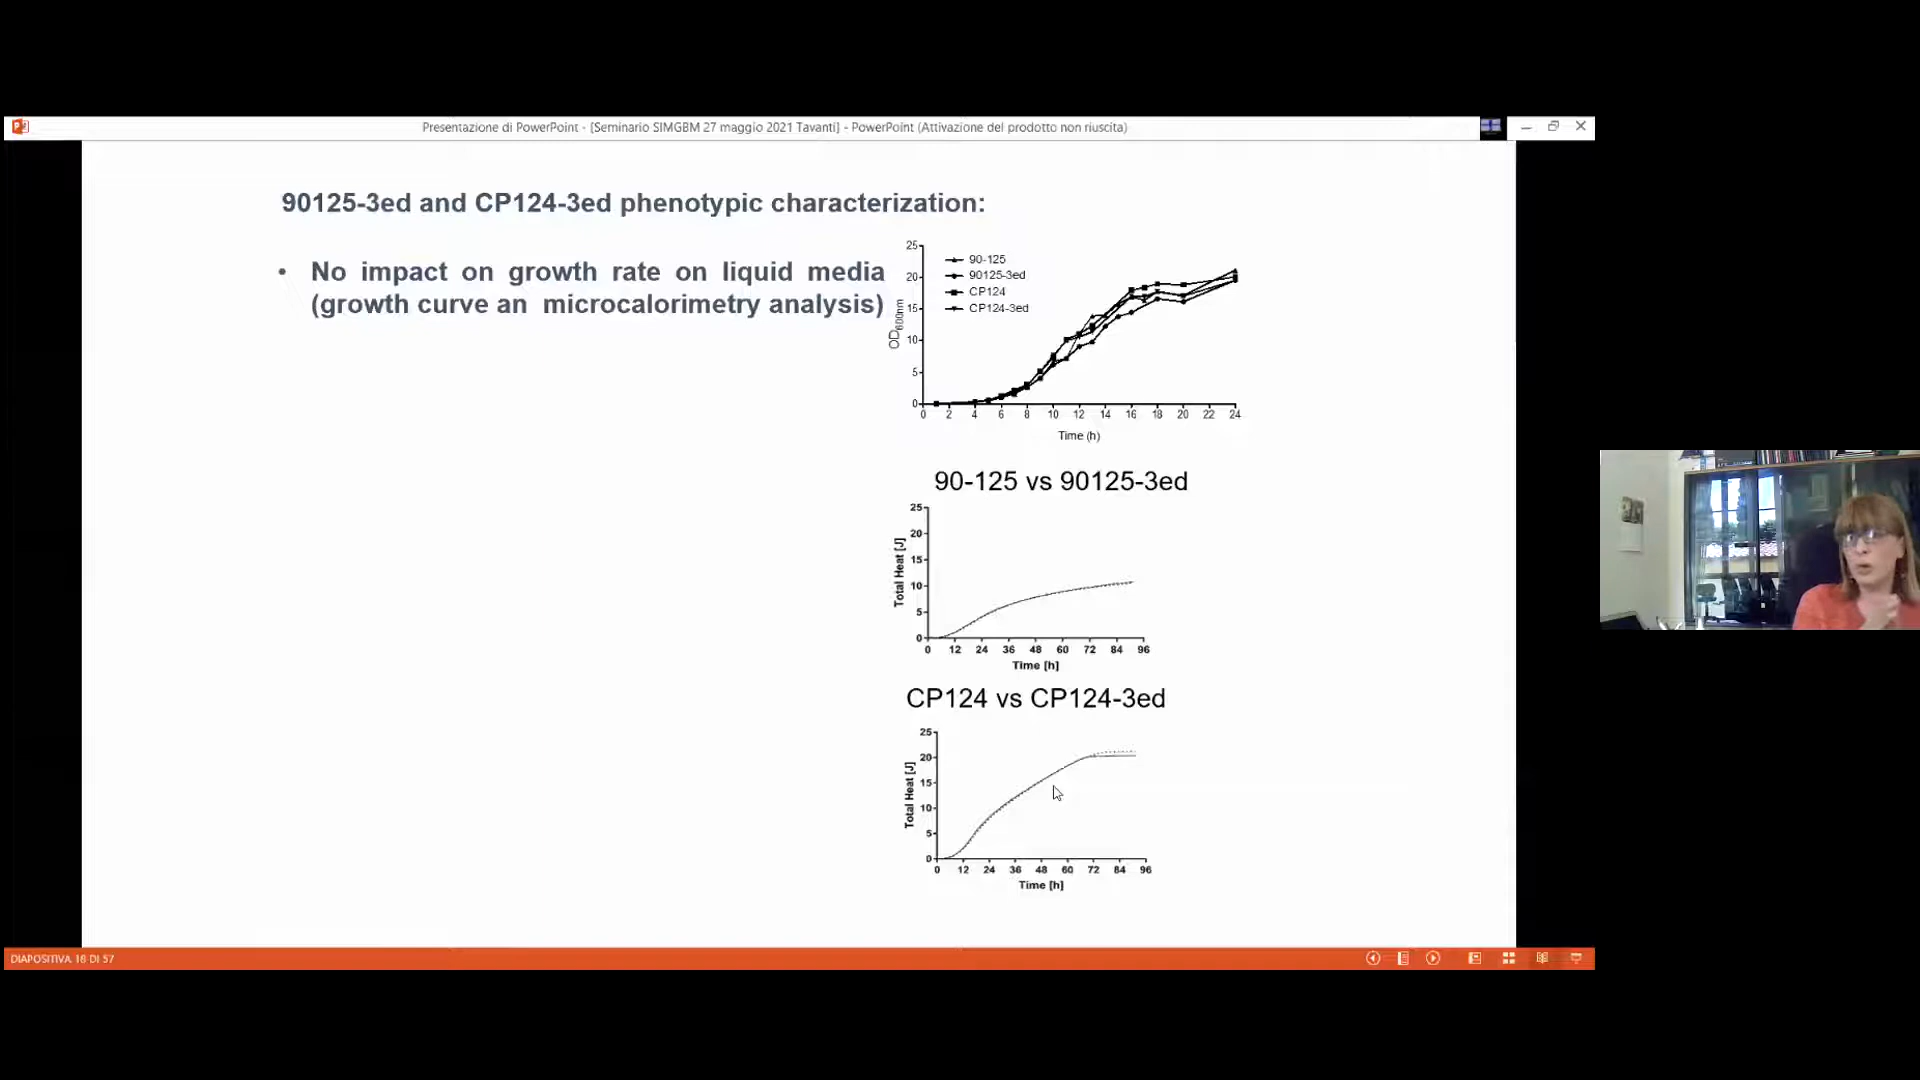 Presentazione di PowerPoint - [Seminario SIMGBM 27 maggio 2021 Tavanti] - PowerPoint (Attivazione del prodotto non riuscita)
90125-3ed and CP124-3ed phenotypic characterization:
• No impact on growth rate on liquid media
(growth curve an microcalorimetry analysis)
25
20
15
10
5
0
OD600nm
90-125
90125-3ed
CP124
CP124-3ed
0 2 4 6 8 10 12 14 16 18 20 22 24
Time (h)
90-125 vs 90125-3ed
25
20
15
10
5
0
Total Heat [J]
0 12 24 36 48 60 72 84 96
Time [h]
CP124 vs CP124-3ed
25
20
15
10
5
0
Total Heat [J]
0 12 24 36 48 60 72 84 96
Time [h]
DIAPOSITIVA 16 DI 57